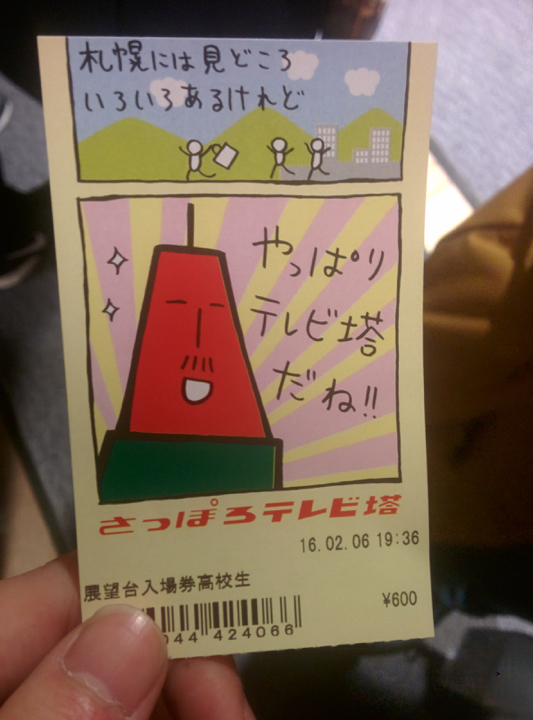 札幌には見どころ
いろいろあるけれど
やっぱり
テレビ塔
だね!!
さっぽろテレビ塔
16.02.06 19:36
展望台入場券高校生
¥600
044 424066